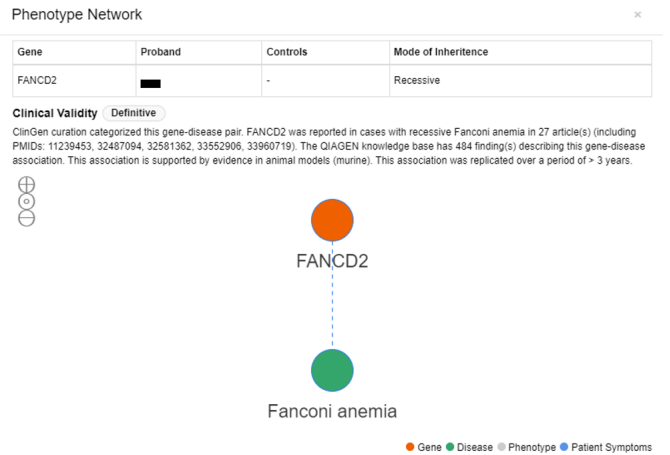 Phenotype Network ×
Gene Proband Controls Mode of Inheritence
FANCD2 - Recessive
Clinical Validity Definitive
ClinGen curation categorized this gene-disease pair. FANCD2 was reported in cases with recessive Fanconi anemia in 27 article(s) (including
PMIDs: 11239453, 32487094, 32581362, 33552906, 33960719). The QIAGEN knowledge base has 484 finding(s) describing this gene-disease
association. This association is supported by evidence in animal models (murine). This association was replicated over a period of > 3 years.
FANCD2
Fanconi anemia
Gene Disease Phenotype Patient Symptoms